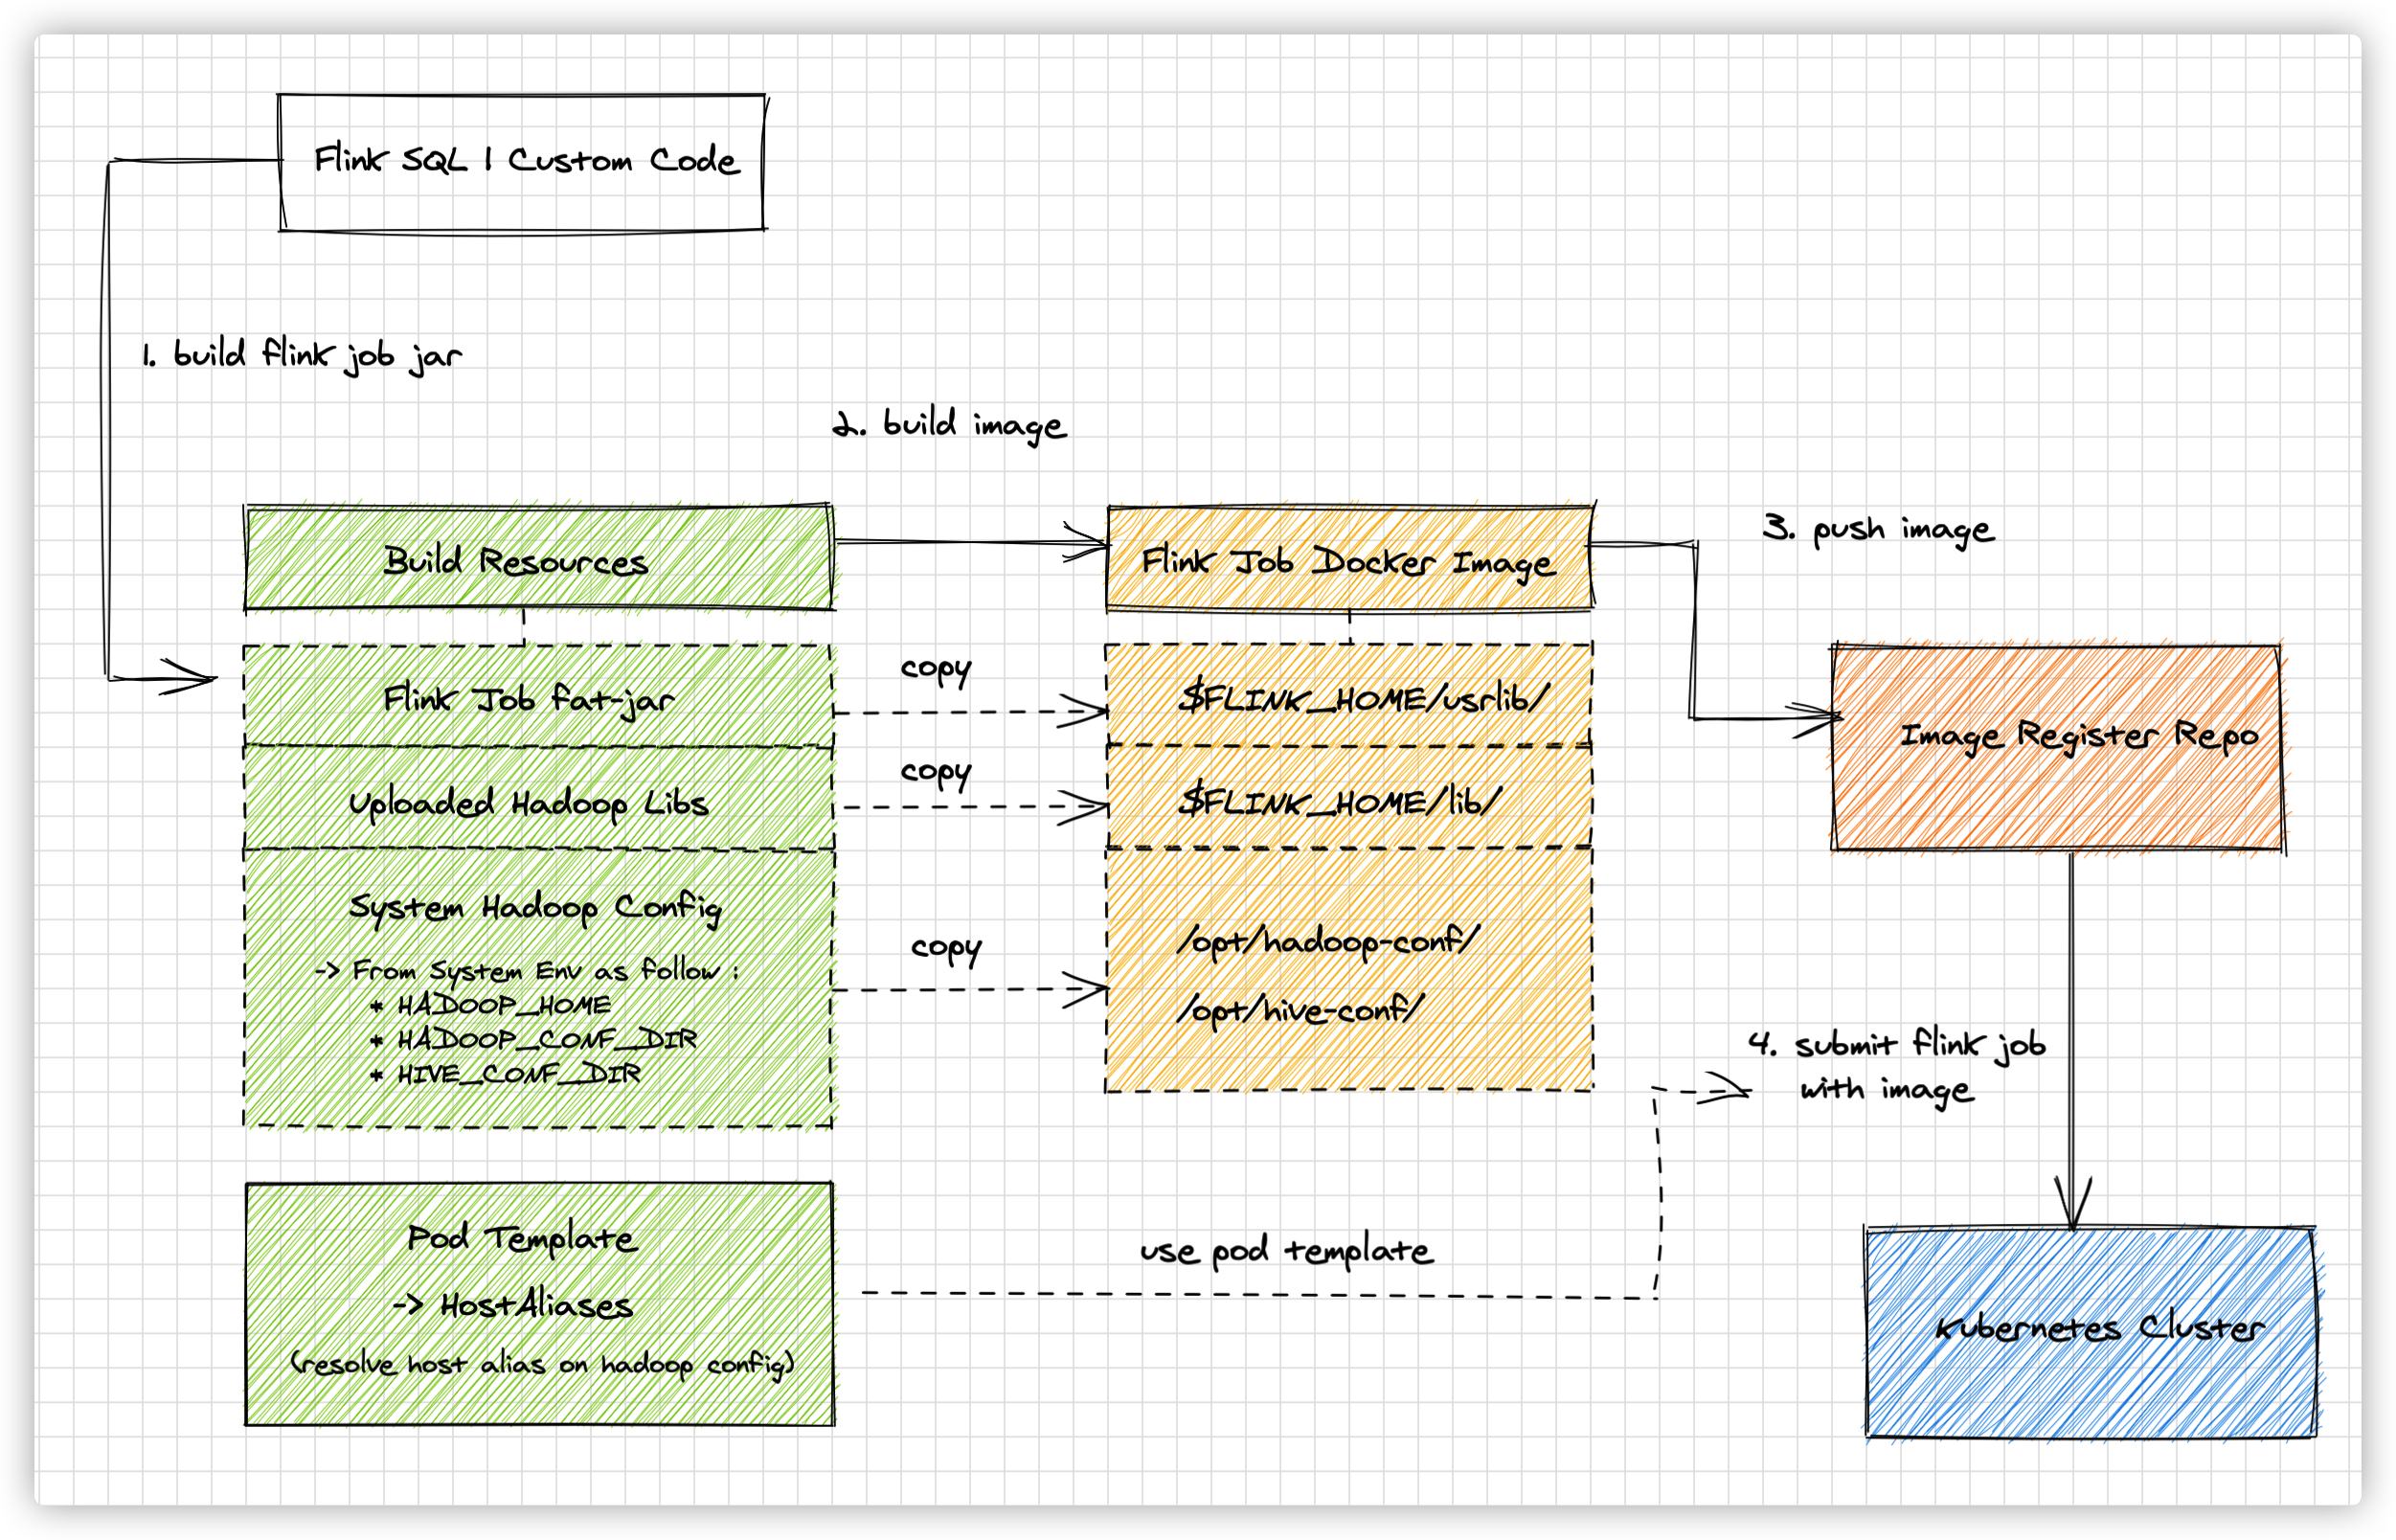 Flink SQL | Custom Code
1. build flink job jar
2. build image
Build Resources
Flink Job Docker Image
3. push image
Flink Job fat-jar
copy
$FLINK_HOME/usrlib/
Image Register Repo
Uploaded Hadoop Libs
copy
$FLINK_HOME/lib/
System Hadoop Config
-> From System Env as follow :
* HADOOP_HOME
* HADOOP_CONF_DIR
* HIVE_CONF_DIR
copy
/opt/hadoop-conf/
/opt/hive-conf/
4. submit flink job
with image
Pod Template
-> HostAliases
(resolve host alias on hadoop config)
use pod template
Kubernetes Cluster